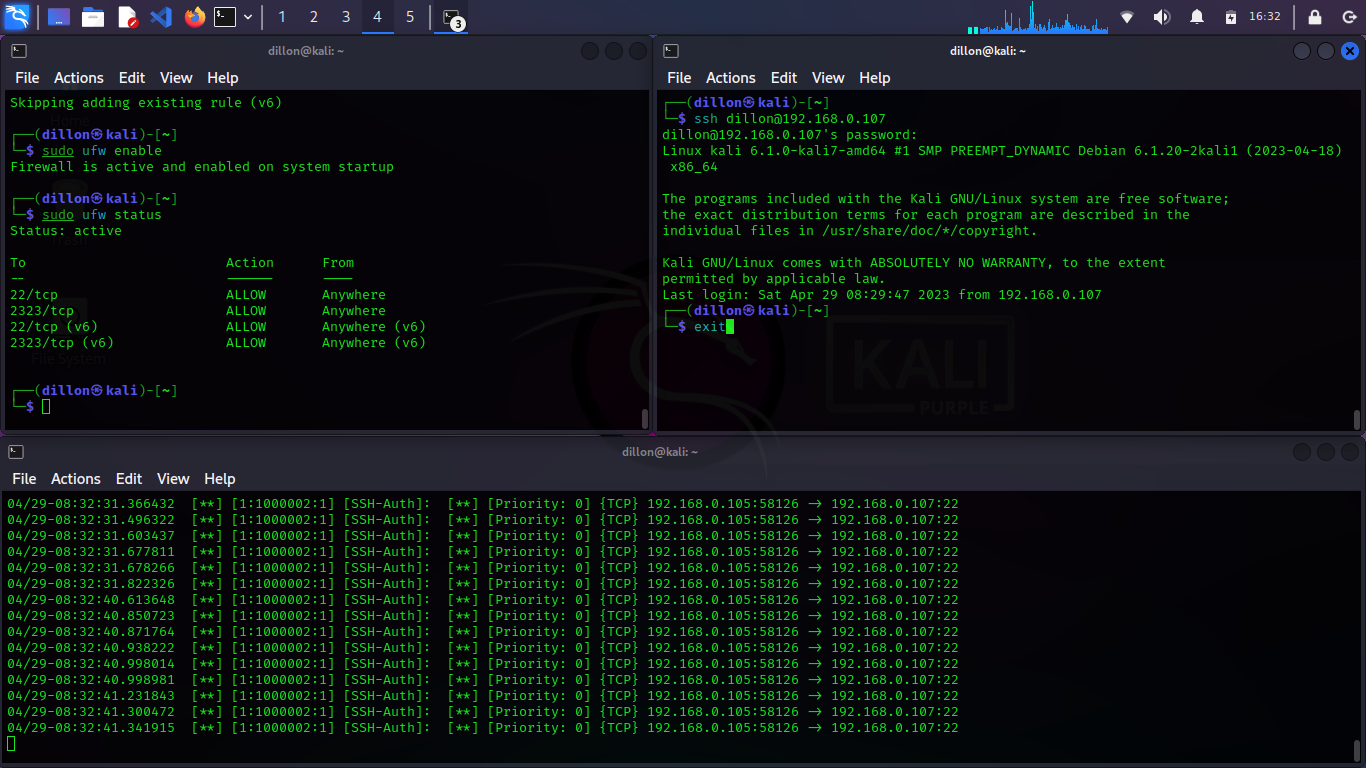 1 2 3 4 5 3 16:32
dillon@kali: ~
File Actions Edit View Help
Skipping adding existing rule (v6)
┌──(dillon㉿kali)-[~]
└─$ sudo ufw enable
Firewall is active and enabled on system startup
┌──(dillon㉿kali)-[~]
└─$ sudo ufw status
Status: active
To                         Action      From
--                         ------      ----
22/tcp                     ALLOW       Anywhere
2323/tcp                   ALLOW       Anywhere
22/tcp (v6)                ALLOW       Anywhere (v6)
2323/tcp (v6)              ALLOW       Anywhere (v6)
┌──(dillon㉿kali)-[~]
└─$
Home
Trash
File System
dillon@kali: ~
File Actions Edit View Help
┌──(dillon㉿kali)-[~]
└─$ ssh dillon@192.168.0.107
dillon@192.168.0.107's password:
Linux kali 6.1.0-kali7-amd64 #1 SMP PREEMPT_DYNAMIC Debian 6.1.20-2kali1 (2023-04-18)
 x86_64
The programs included with the Kali GNU/Linux system are free software;
the exact distribution terms for each program are described in the
individual files in /usr/share/doc/*/copyright.
Kali GNU/Linux comes with ABSOLUTELY NO WARRANTY, to the extent
permitted by applicable law.
Last login: Sat Apr 29 08:29:47 2023 from 192.168.0.107
┌──(dillon㉿kali)-[~]
└─$ exit
KALI
PURPLE
dillon@kali: ~
File Actions Edit View Help
04/29-08:32:31.366432  [**] [1:1000002:1] [SSH-Auth]:  [**] [Priority: 0] {TCP} 192.168.0.105:58126 → 192.168.0.107:22
04/29-08:32:31.496322  [**] [1:1000002:1] [SSH-Auth]:  [**] [Priority: 0] {TCP} 192.168.0.105:58126 → 192.168.0.107:22
04/29-08:32:31.603437  [**] [1:1000002:1] [SSH-Auth]:  [**] [Priority: 0] {TCP} 192.168.0.105:58126 → 192.168.0.107:22
04/29-08:32:31.677811  [**] [1:1000002:1] [SSH-Auth]:  [**] [Priority: 0] {TCP} 192.168.0.105:58126 → 192.168.0.107:22
04/29-08:32:31.678266  [**] [1:1000002:1] [SSH-Auth]:  [**] [Priority: 0] {TCP} 192.168.0.105:58126 → 192.168.0.107:22
04/29-08:32:31.822326  [**] [1:1000002:1] [SSH-Auth]:  [**] [Priority: 0] {TCP} 192.168.0.105:58126 → 192.168.0.107:22
04/29-08:32:40.613648  [**] [1:1000002:1] [SSH-Auth]:  [**] [Priority: 0] {TCP} 192.168.0.105:58126 → 192.168.0.107:22
04/29-08:32:40.850723  [**] [1:1000002:1] [SSH-Auth]:  [**] [Priority: 0] {TCP} 192.168.0.105:58126 → 192.168.0.107:22
04/29-08:32:40.871764  [**] [1:1000002:1] [SSH-Auth]:  [**] [Priority: 0] {TCP} 192.168.0.105:58126 → 192.168.0.107:22
04/29-08:32:40.938222  [**] [1:1000002:1] [SSH-Auth]:  [**] [Priority: 0] {TCP} 192.168.0.105:58126 → 192.168.0.107:22
04/29-08:32:40.998014  [**] [1:1000002:1] [SSH-Auth]:  [**] [Priority: 0] {TCP} 192.168.0.105:58126 → 192.168.0.107:22
04/29-08:32:40.998981  [**] [1:1000002:1] [SSH-Auth]:  [**] [Priority: 0] {TCP} 192.168.0.105:58126 → 192.168.0.107:22
04/29-08:32:41.231843  [**] [1:1000002:1] [SSH-Auth]:  [**] [Priority: 0] {TCP} 192.168.0.105:58126 → 192.168.0.107:22
04/29-08:32:41.300472  [**] [1:1000002:1] [SSH-Auth]:  [**] [Priority: 0] {TCP} 192.168.0.105:58126 → 192.168.0.107:22
04/29-08:32:41.341915  [**] [1:1000002:1] [SSH-Auth]:  [**] [Priority: 0] {TCP} 192.168.0.105:58126 → 192.168.0.107:22